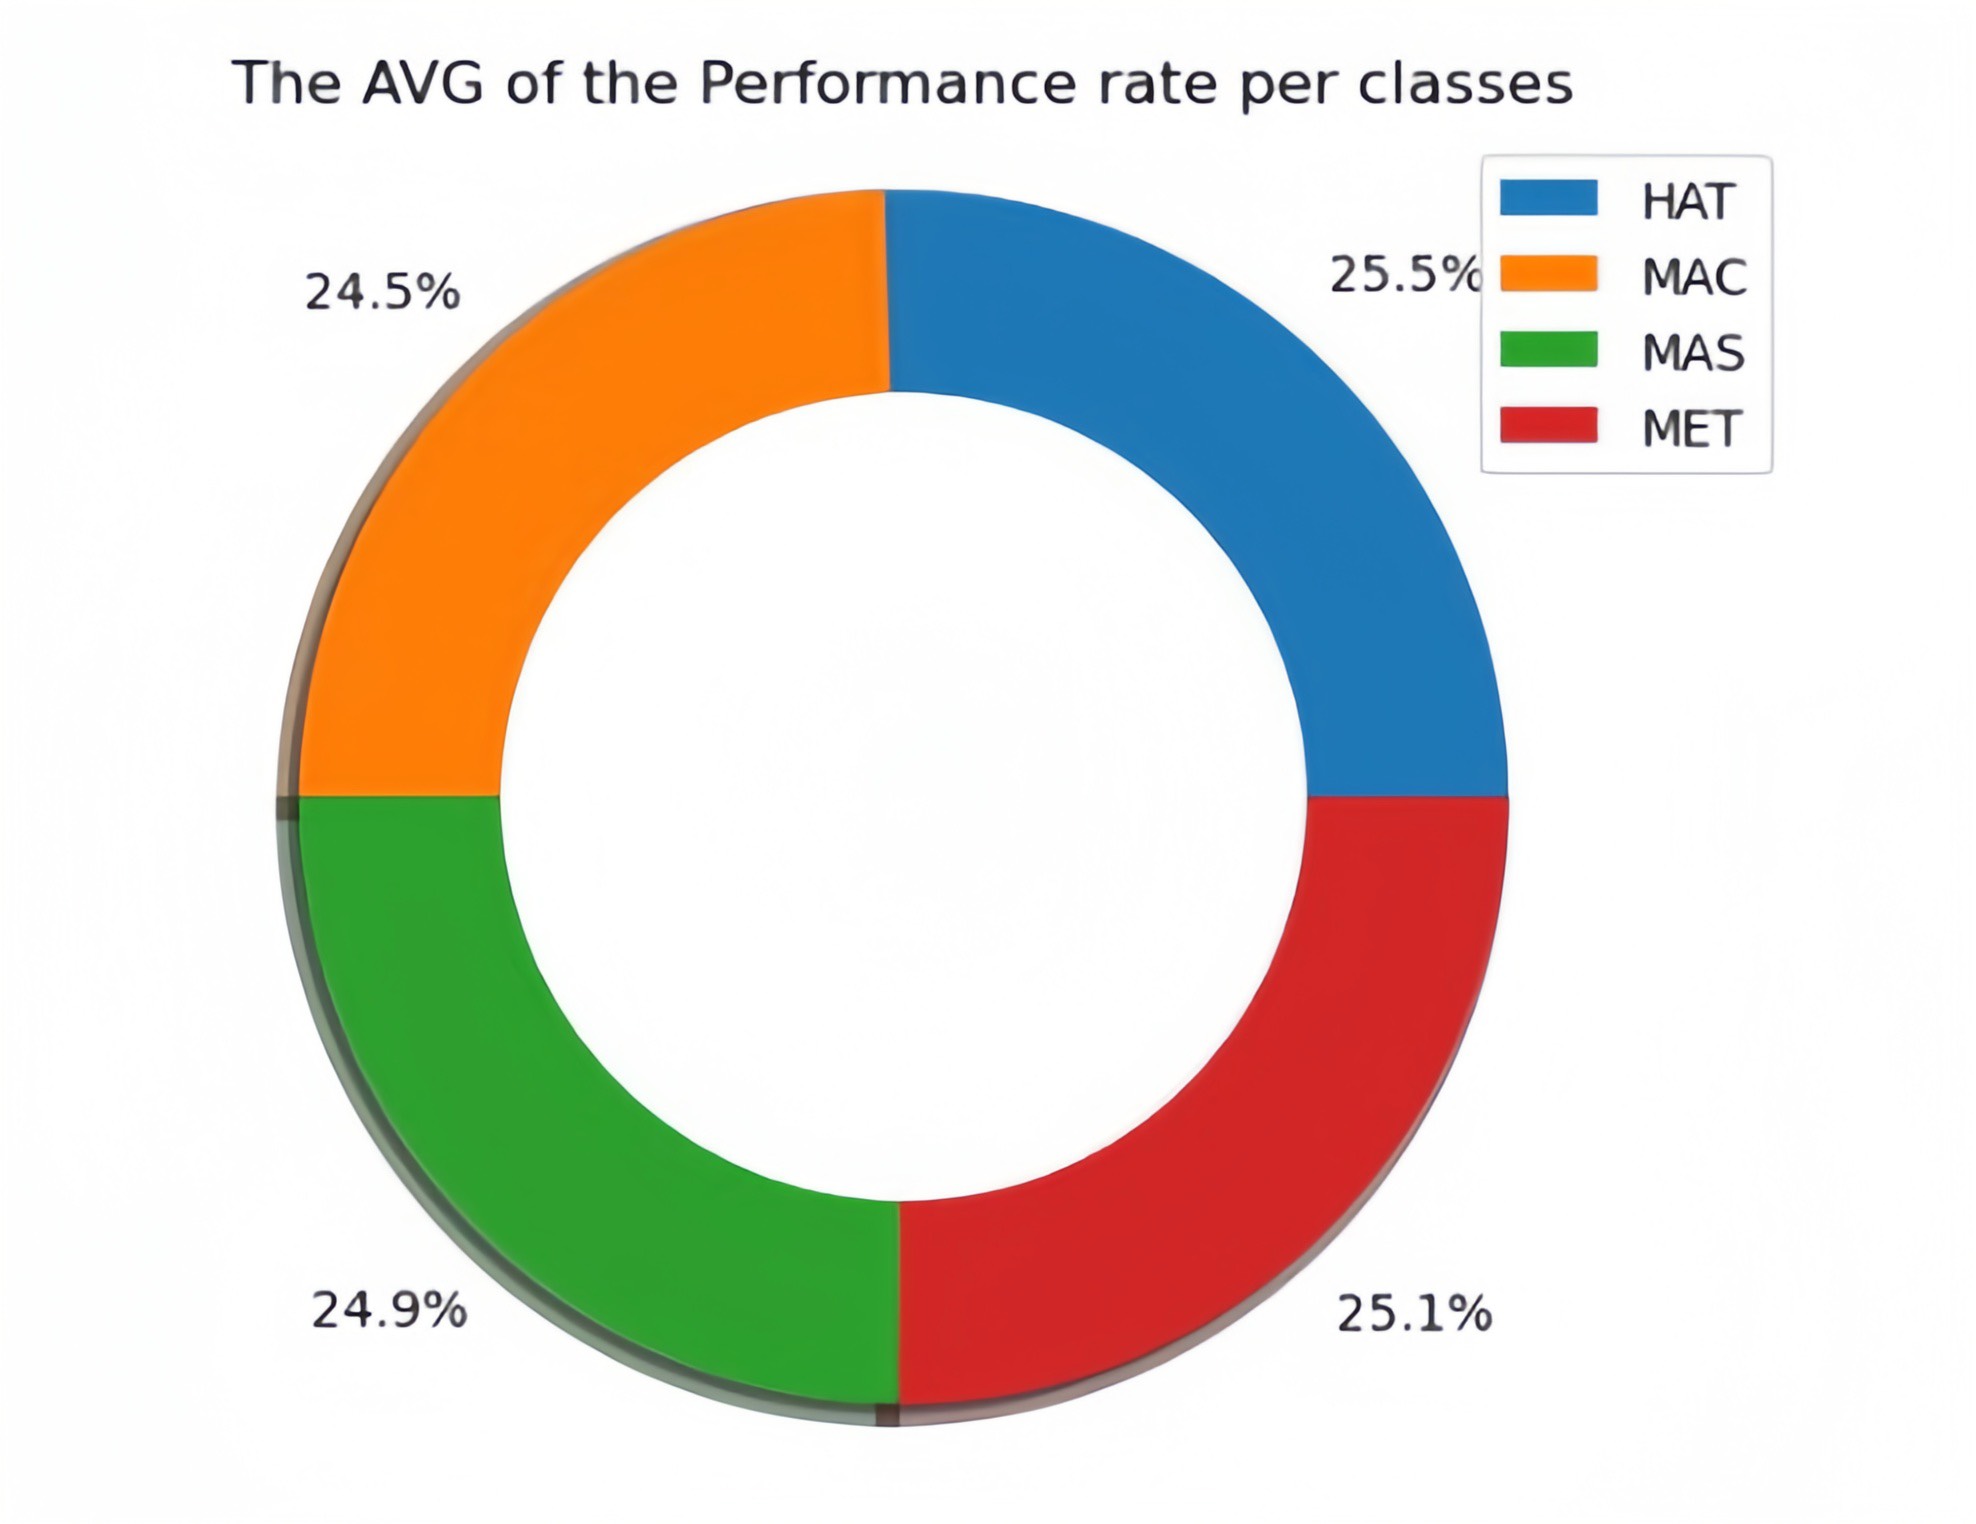 The AVG of the Performance rate per classes
24.5%
25.5%
HAT
MAC
MAS
MET
24.9%
25.1%